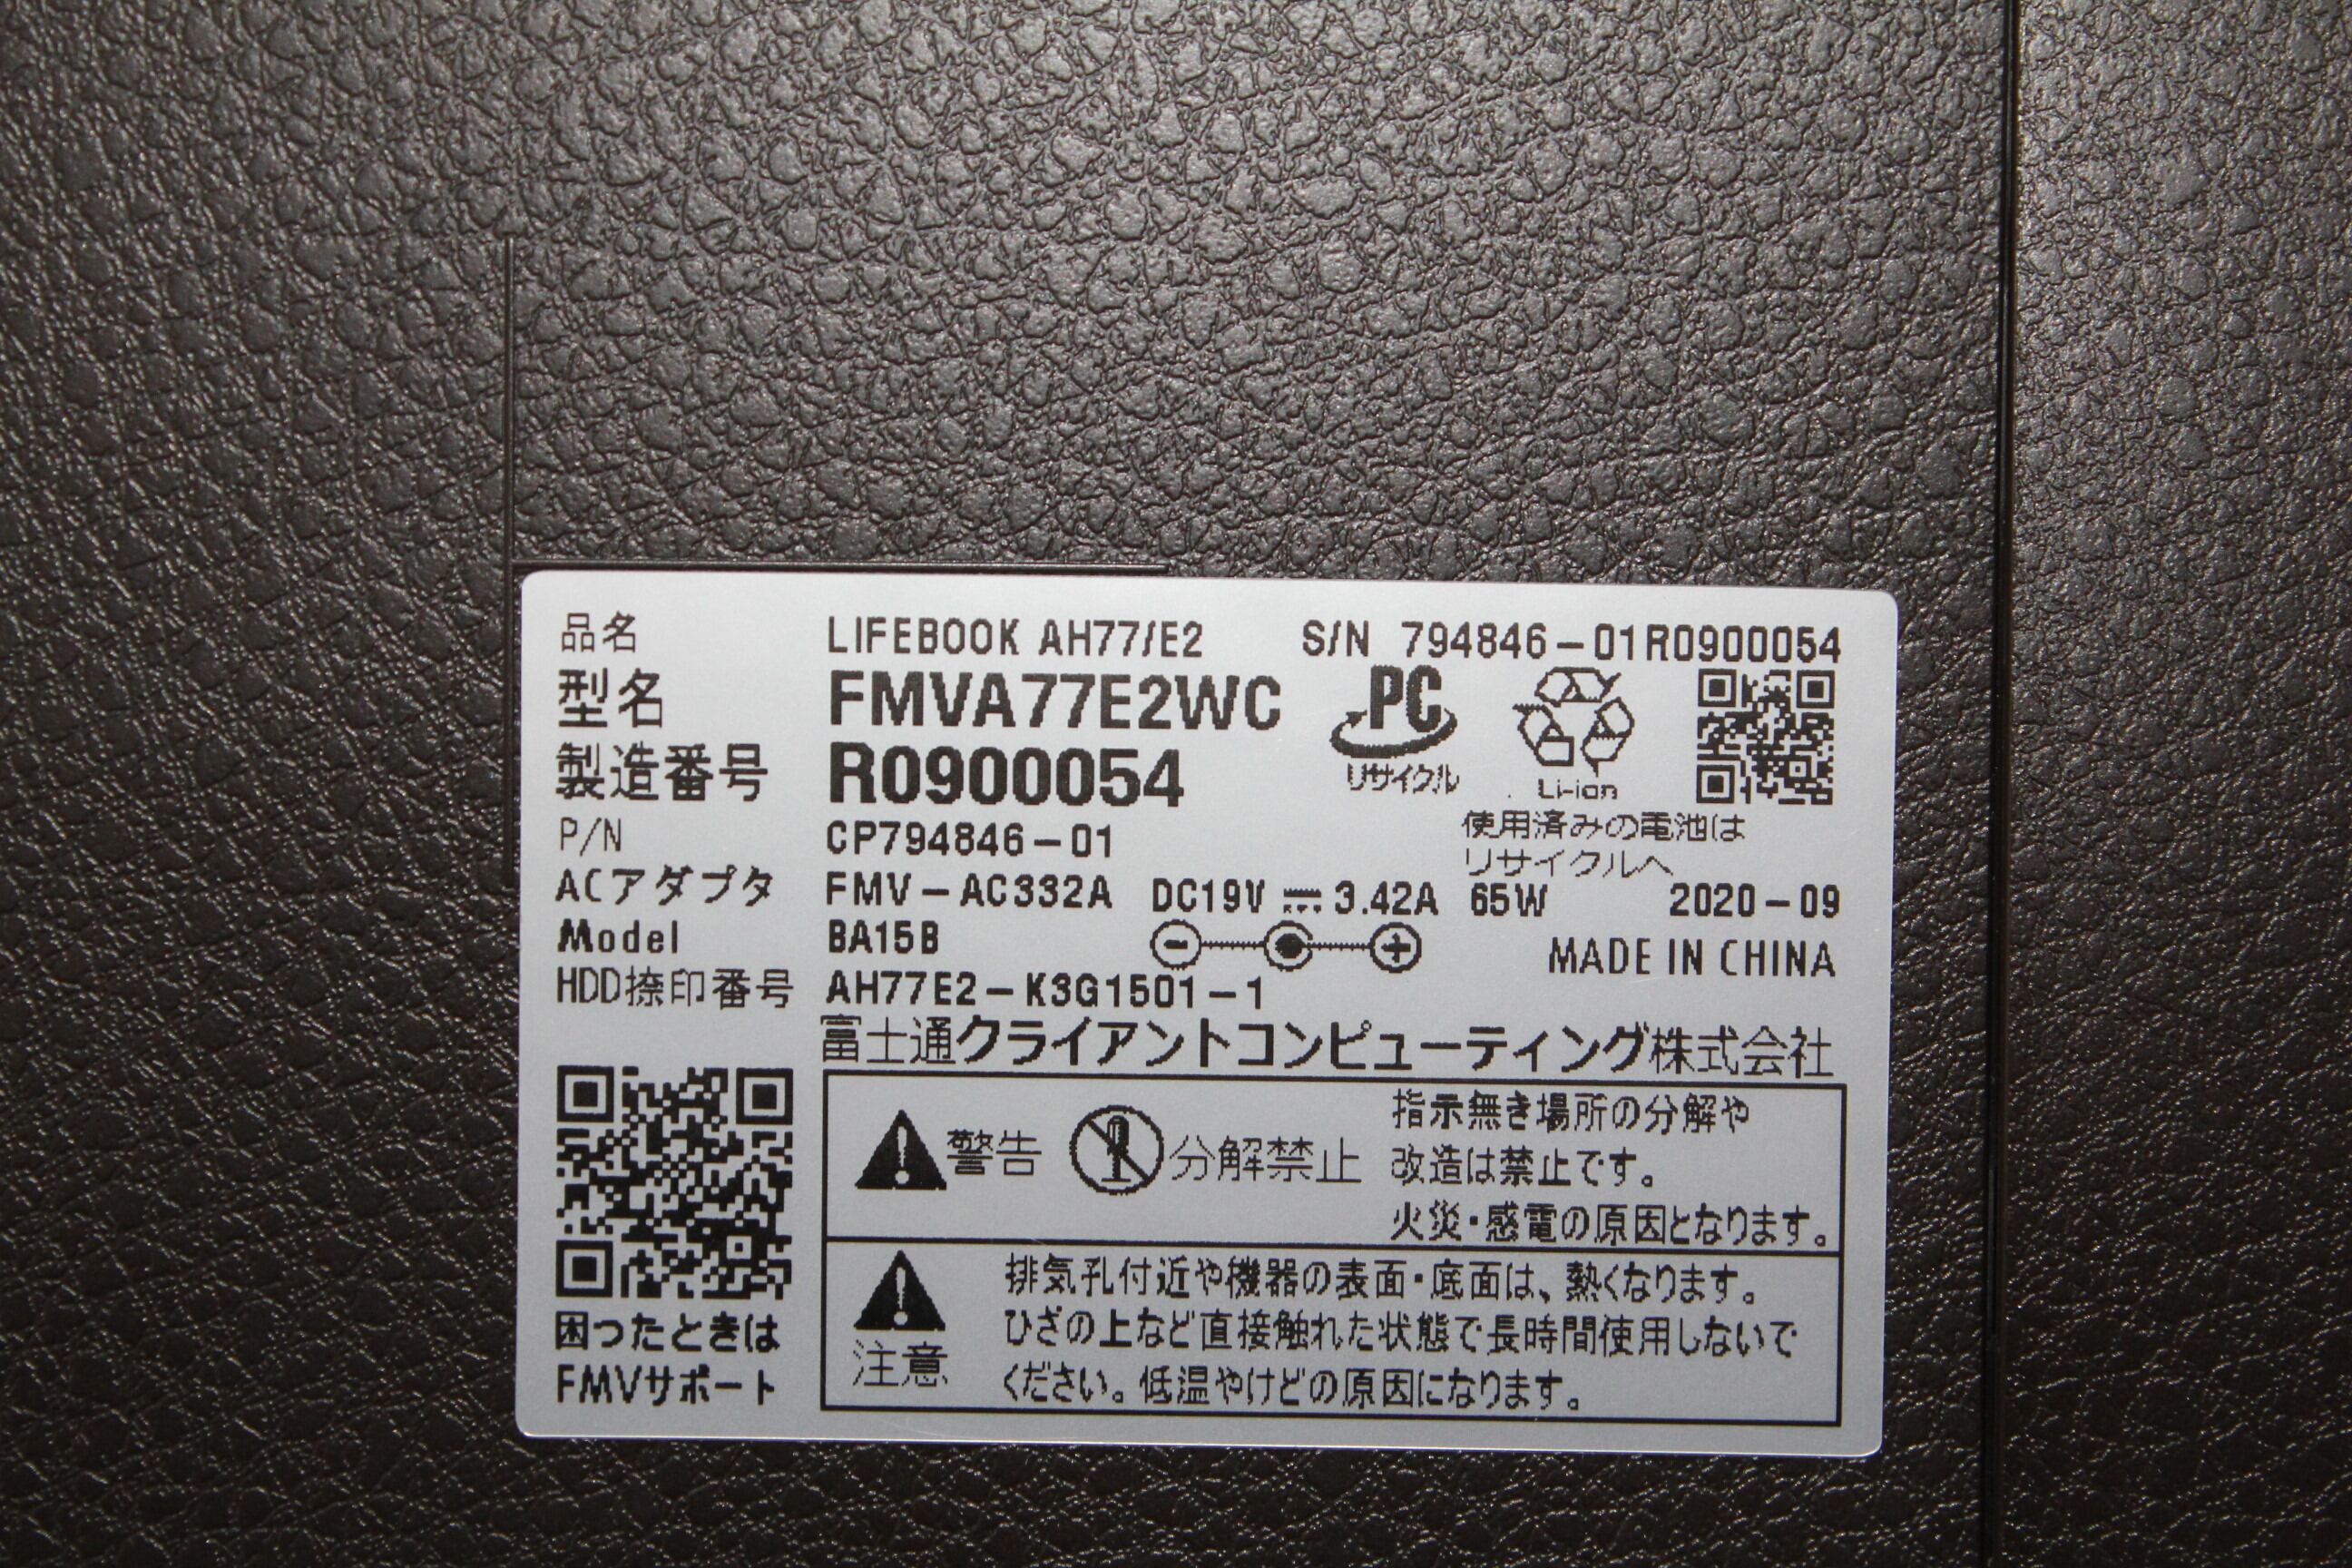 品名 LIFEBOOK AH77/E2 S/N 794846-01R0900054
型名 FMVA77E2WC
製造番号 R0900054
PC
リサイクル
Li-ion
P/N CP794846-01
使用済みの電池は
リサイクルへ
ACアダプタ FMV-AC332A DC19V 3.42A 65W 2020-09
Model BA15B
MADE IN CHINA
HDD捺印番号 AH77E2-K3G1501-1
富士通クライアントコンピューティング株式会社
警告 分解禁止
指示無き場所の分解や
改造は禁止です。
火災・感電の原因となります。
注意
排気孔付近や機器の表面・底面は、熱くなります。
ひざの上など直接触れた状態で長時間使用しないで
ください。低温やけどの原因になります。
困ったときは
FMVサポート